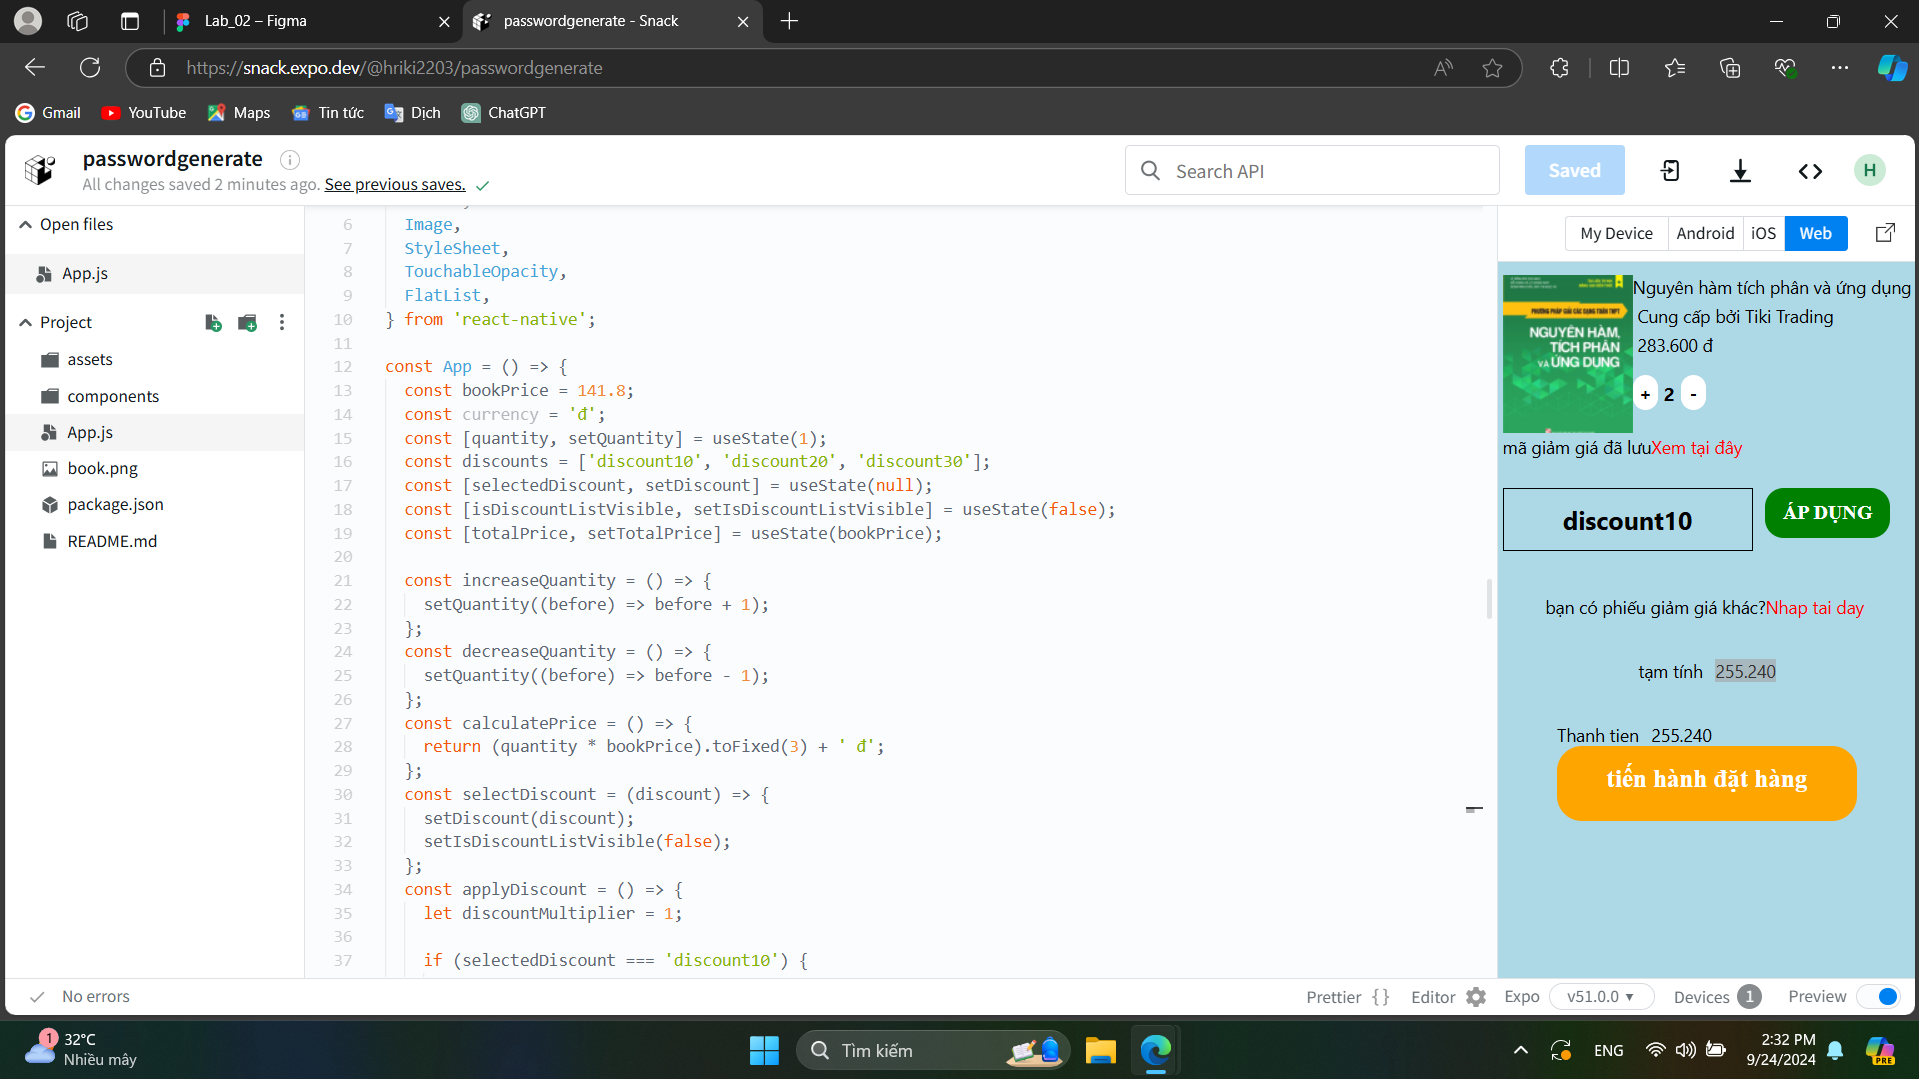 Lab_02 – Figma
passwordgenerate - Snack
https://snack.expo.dev/@hriki2203/passwordgenerate
Gmail
YouTube
Maps
Tin tức
Dịch
ChatGPT
passwordgenerate
All changes saved 2 minutes ago. See previous saves.
Search API
Saved
H
Open files
App.js
Project
assets
components
App.js
book.png
package.json
README.md
6 Image,
7 StyleSheet,
8 TouchableOpacity,
9 FlatList,
10 } from 'react-native';
11
12 const App = () => {
13 const bookPrice = 141.8;
14 const currency = 'đ';
15 const [quantity, setQuantity] = useState(1);
16 const discounts = ['discount10', 'discount20', 'discount30'];
17 const [selectedDiscount, setDiscount] = useState(null);
18 const [isDiscountListVisible, setIsDiscountListVisible] = useState(false);
19 const [totalPrice, setTotalPrice] = useState(bookPrice);
20
21 const increaseQuantity = () => {
22 setQuantity((before) => before + 1);
23 };
24 const decreaseQuantity = () => {
25 setQuantity((before) => before - 1);
26 };
27 const calculatePrice = () => {
28 return (quantity * bookPrice).toFixed(3) + ' đ';
29 };
30 const selectDiscount = (discount) => {
31 setDiscount(discount);
32 setIsDiscountListVisible(false);
33 };
34 const applyDiscount = () => {
35 let discountMultiplier = 1;
36
37 if (selectedDiscount === 'discount10') {
My Device
Android
iOS
Web
PHƯƠNG PHÁP GIẢI CÁC DẠNG TOÁN THPT
NGUYÊN HÀM,
TÍCH PHÂN
VÀ ỨNG DỤNG
Nguyên hàm tích phân và ứng dụng
Cung cấp bởi Tiki Trading
283.600 đ
+ 2 -
mã giảm giá đã lưuXem tại đây
discount10
ÁP DỤNG
bạn có phiếu giảm giá khác?Nhap tai day
tạm tính 255.240
Thanh tien 255.240
tiến hành đặt hàng
No errors
Prettier { }
Editor
Expo
v51.0.0
Devices 1
Preview
1
32°C
Nhiều mây
Tìm kiếm
ENG
2:32 PM
9/24/2024
PRE